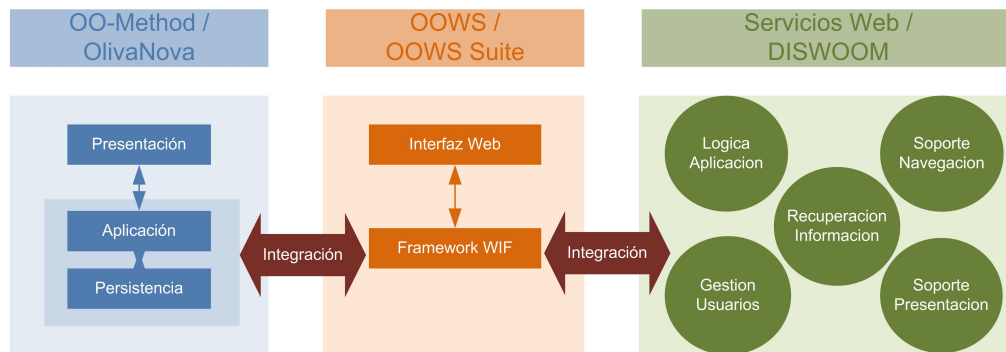 OO-Method /
OlivaNova
OOWS /
OOWS Suite
Servicios Web /
DISWOOM
Presentación
Aplicación
Persistencia
Integración
Interfaz Web
Framework WIF
Integración
Logica
Aplicacion
Soporte
Navegacion
Recuperacion
Informacion
Gestion
Usuarios
Soporte
Presentacion